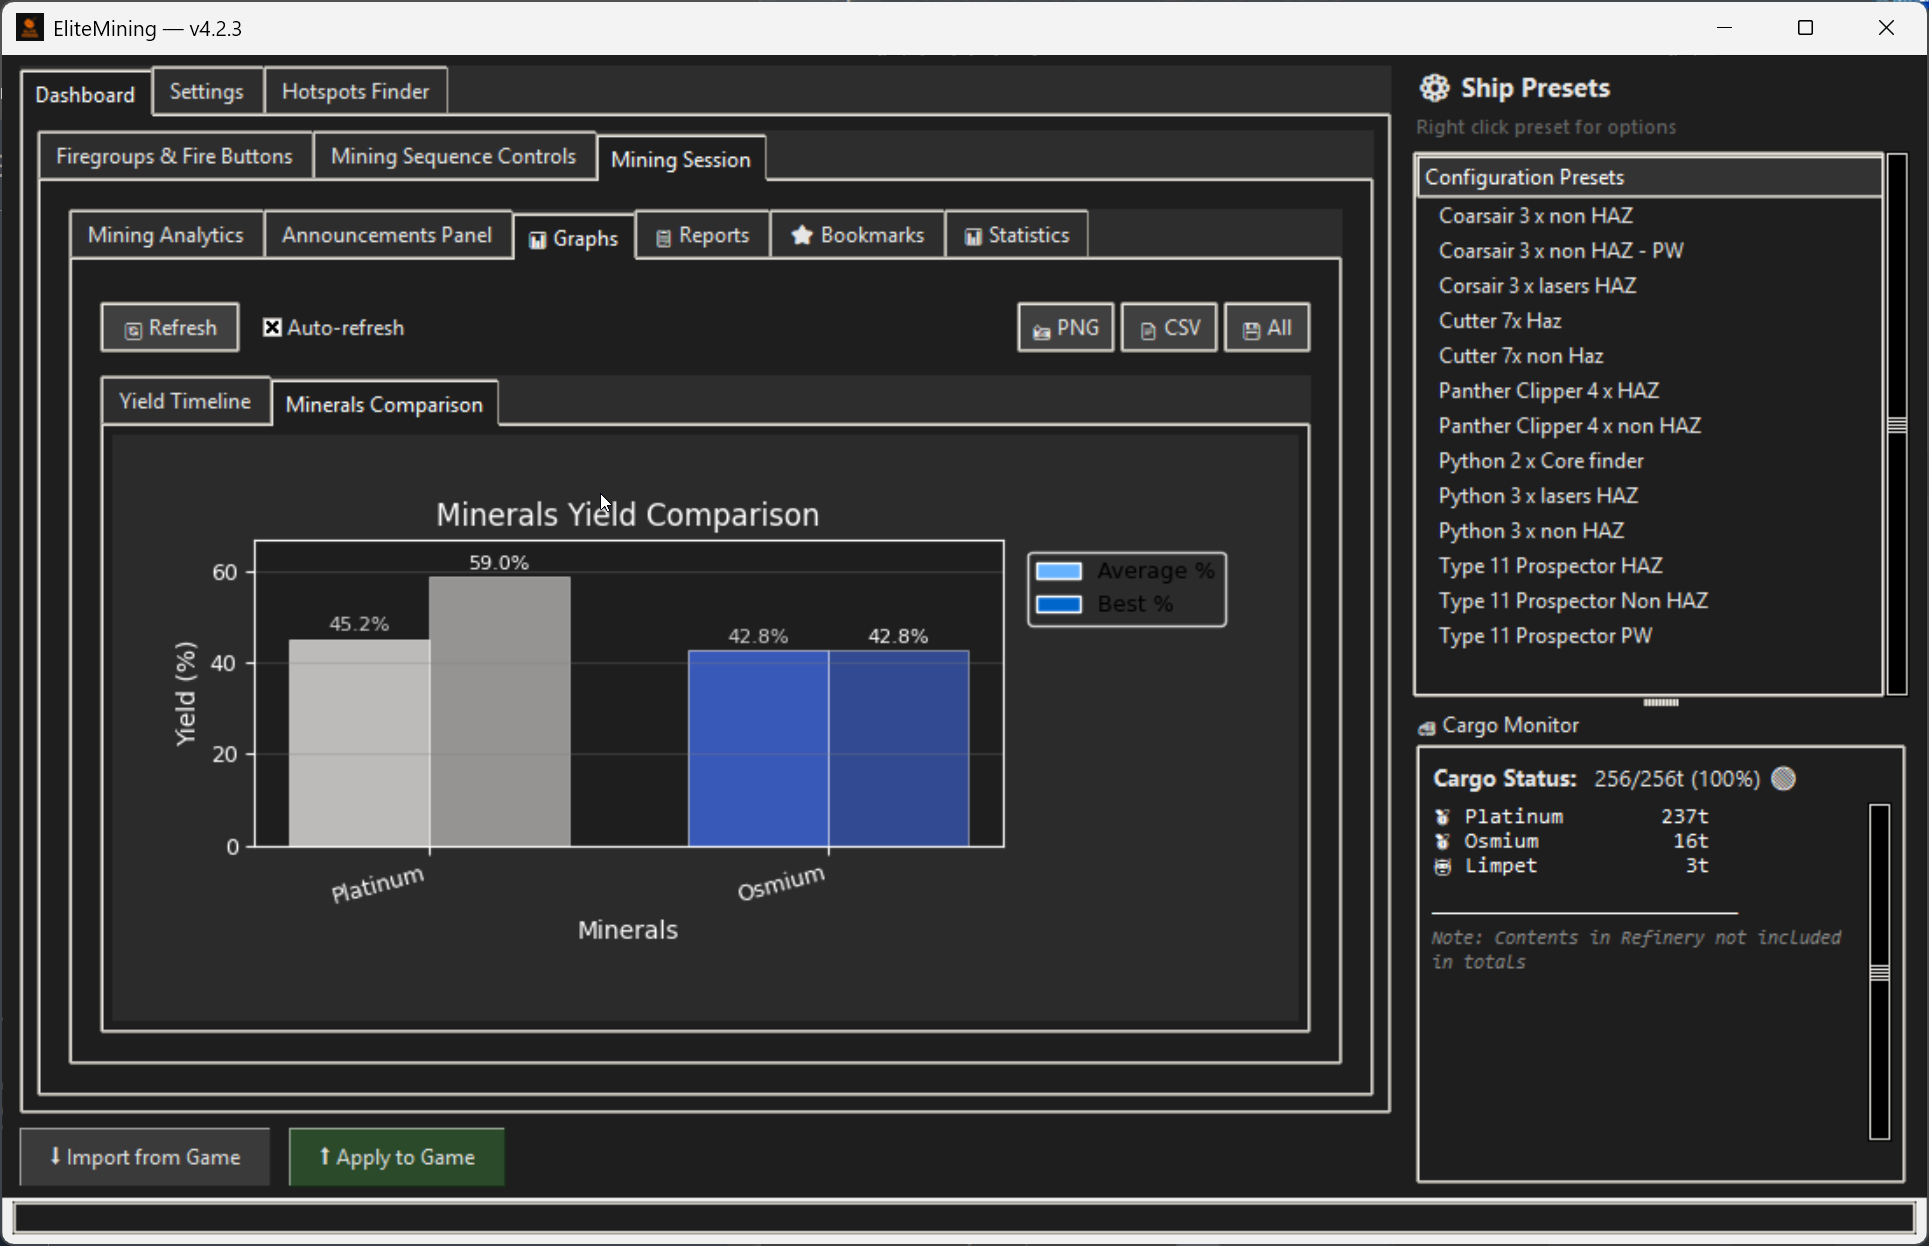 EliteMining — v4.2.3
Dashboard
Settings
Hotspots Finder
Firegroups & Fire Buttons
Mining Sequence Controls
Mining Session
Mining Analytics
Announcements Panel
Graphs
Reports
Bookmarks
Statistics
Refresh
Auto-refresh
PNG
CSV
All
Yield Timeline
Minerals Comparison
Minerals Yield Comparison
Yield (%)
60
40
20
0
45.2%
59.0%
42.8%
42.8%
Platinum
Osmium
Minerals
Average %
Best %
Import from Game
Apply to Game
Ship Presets
Right click preset for options
Configuration Presets
Coarsair 3 x non HAZ
Coarsair 3 x non HAZ - PW
Corsair 3 x lasers HAZ
Cutter 7x Haz
Cutter 7x non Haz
Panther Clipper 4 x HAZ
Panther Clipper 4 x non HAZ
Python 2 x Core finder
Python 3 x lasers HAZ
Python 3 x non HAZ
Type 11 Prospector HAZ
Type 11 Prospector Non HAZ
Type 11 Prospector PW
Cargo Monitor
Cargo Status: 256/256t (100%)
Platinum 237t
Osmium 16t
Limpet 3t
Note: Contents in Refinery not included
in totals